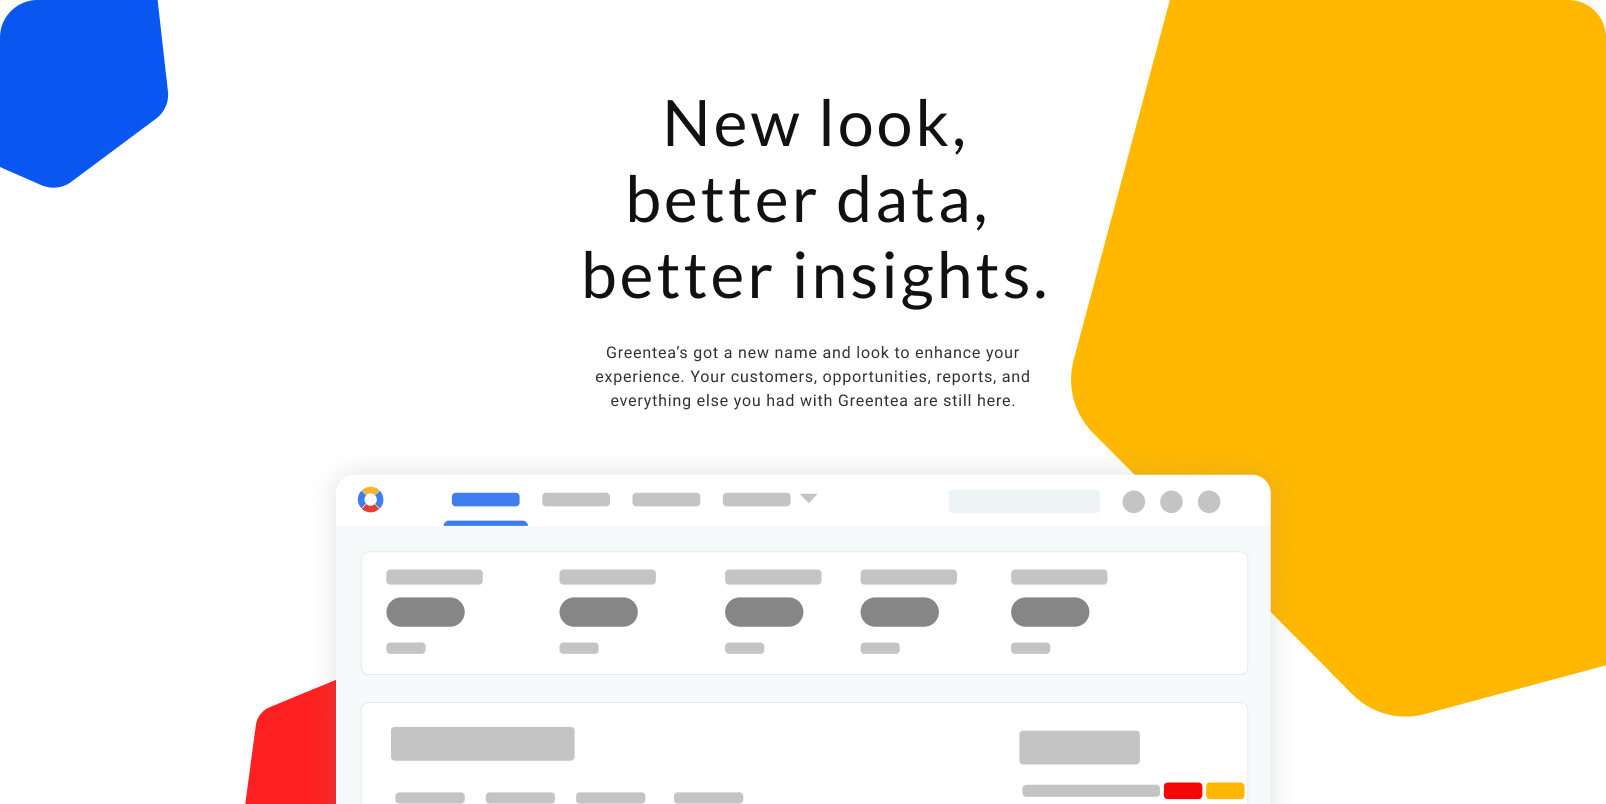 New look,
better data,
better insights.
Greentea’s got a new name and look to enhance your
experience. Your customers, opportunities, reports, and
everything else you had with Greentea are still here.